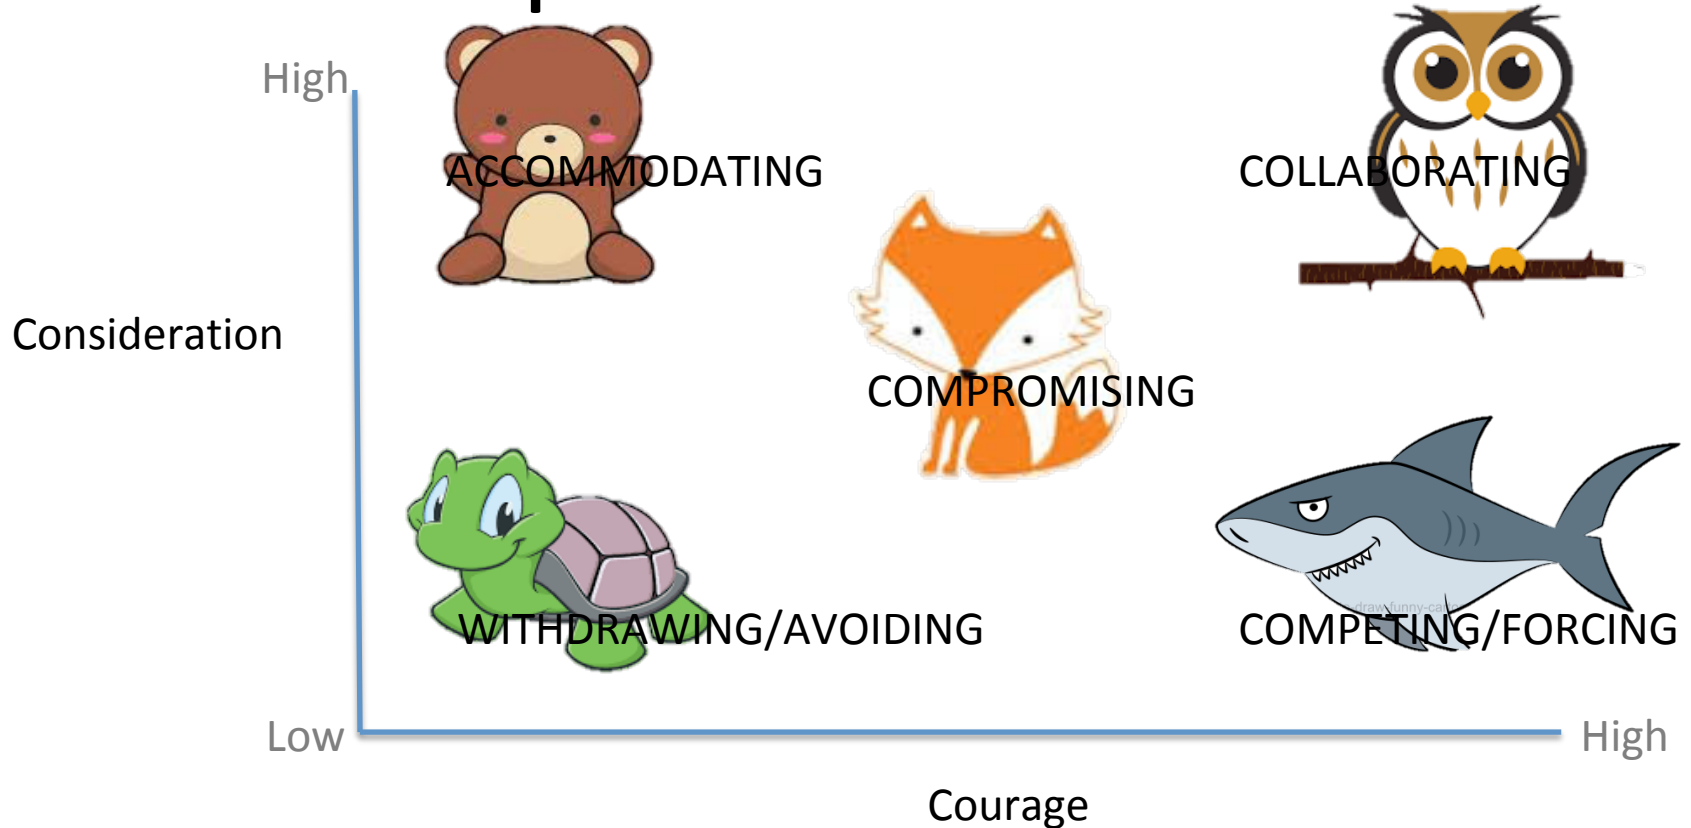 High
ACCOMMODATING
COLLABORATING
Consideration
COMPROMISING
WITHDRAWING/AVOIDING
COMPETING/FORCING
Low
High
Courage